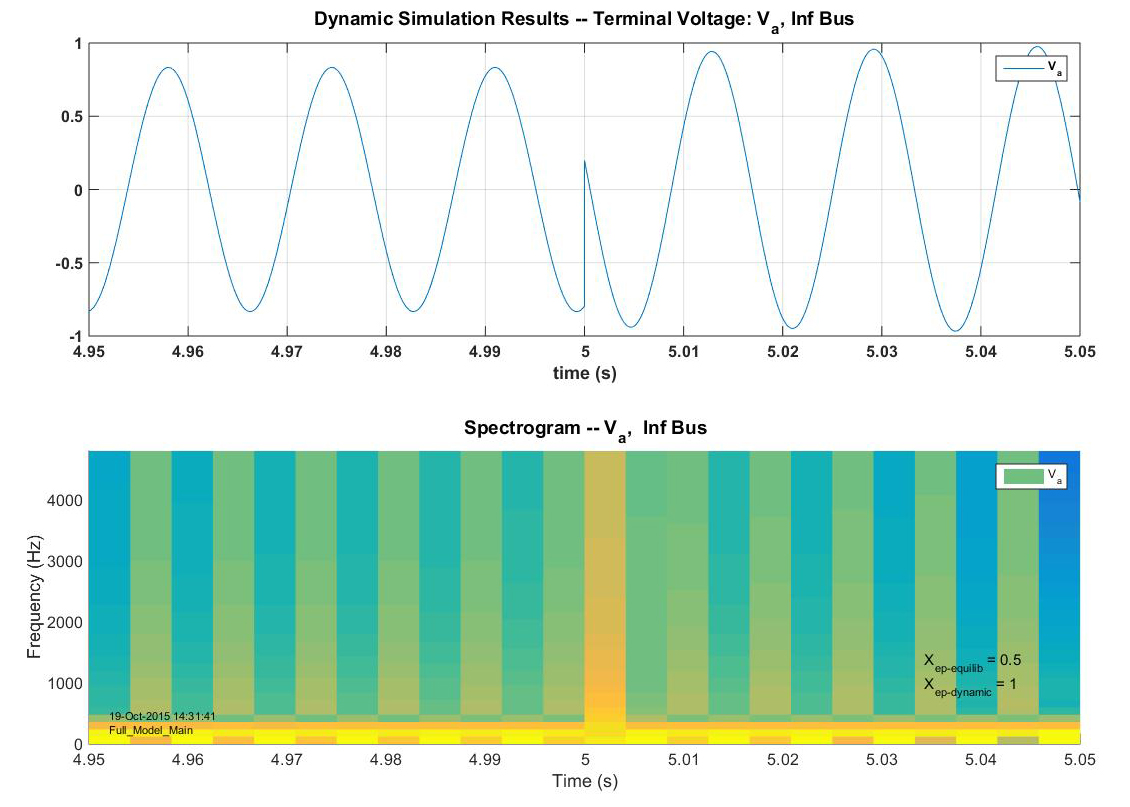 Dynamic Simulation Results -- Terminal Voltage: Va, Inf Bus
1
0.5
0
-0.5
-1
Va
4.95 4.96 4.97 4.98 4.99 5 5.01 5.02 5.03 5.04 5.05
time (s)
Spectrogram -- Va, Inf Bus
Frequency (Hz)
4000
3000
2000
1000
0
Va
Xep-equilib = 0.5
Xep-dynamic = 1
19-Oct-2015 14:31:41
Full_Model_Main
4.95 4.96 4.97 4.98 4.99 5 5.01 5.02 5.03 5.04 5.05
Time (s)